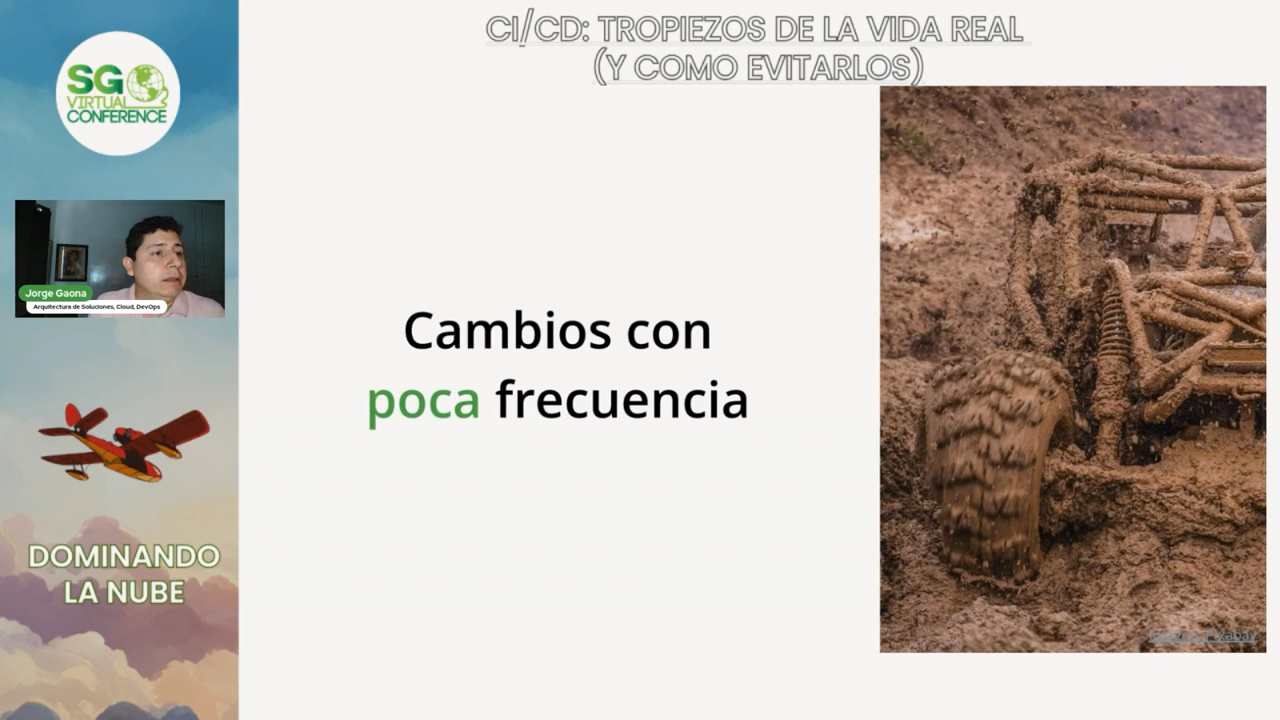 CI/CD: TROPIEZOS DE LA VIDA REAL
(Y COMO EVITARLOS)
SG
VIRTUAL
CONFERENCE
Jorge Gaona
Arquitectura de Soluciones, Cloud, DevOps
Cambios con
poca frecuencia
DOMINANDO
LA NUBE
Pixabay